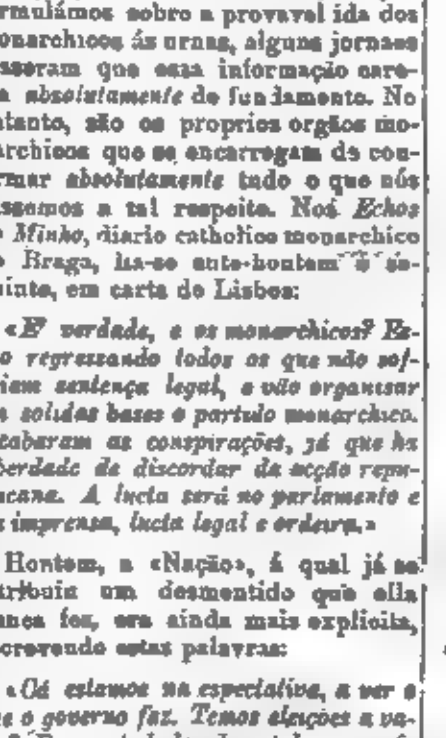 rmulámos sobre a provavel ida dos
onarchicos ás urnas, alguns jornaes
sseram que essa informação care-
a absolutamente de fundamento. No
tanto, são os proprios orgãos mo-
archicos que se encarregam de con-
rmar absolutamente tudo o que nós
ssemos a tal respeito. Nos Echos
o Minho, diario catholico monarchico
e Braga, lia-se ante-hontem o se-
uinte, em carta de Lisboa:
«E' verdade, e os monarchicos? Es-
o regressando todos os que não sof-
riam sentença legal, e vão organisar
m solidas bases o partido monarchico.
cabaram as conspirações, já que ha
berdade de discordar da acção repu-
icana. A lucta será no parlamento e
a imprensa, lucta legal e ordeira.»
Hontem, a «Nação», á qual já se
tribuia um desmentido que ella
unca fez, era ainda mais explicita,
screvendo estas palavras:
«Cá estamos na espectativa, a ver o
ue o governo faz. Temos eleições a va-